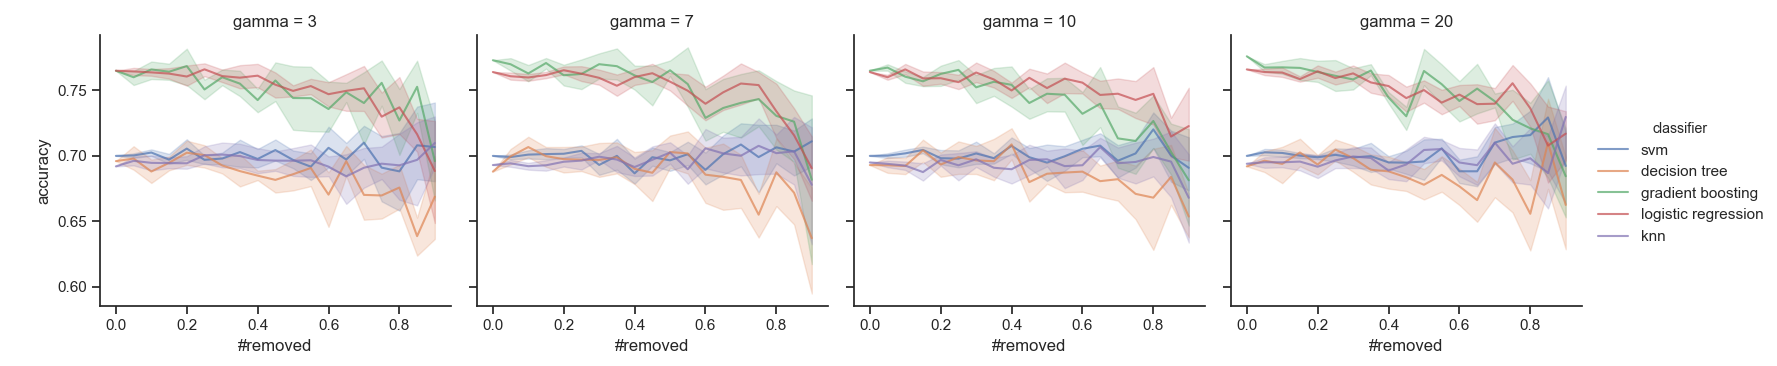 gamma = 3
gamma = 7
gamma = 10
gamma = 20
accuracy
0.75
0.70
0.65
0.60
0.0 0.2 0.4 0.6 0.8
0.0 0.2 0.4 0.6 0.8
0.0 0.2 0.4 0.6 0.8
0.0 0.2 0.4 0.6 0.8
#removed
#removed
#removed
#removed
classifier
svm
decision tree
gradient boosting
logistic regression
knn